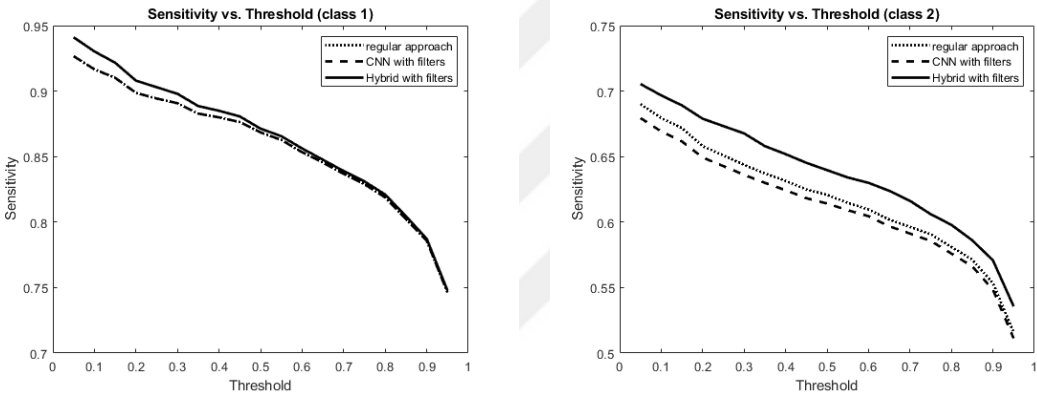 Sensitivity vs. Threshold (class 1)
0.95
0.9
0.85
0.8
0.75
0.7
Sensitivity
regular approach
CNN with filters
Hybrid with filters
0 0.1 0.2 0.3 0.4 0.5 0.6 0.7 0.8 0.9 1
Threshold
Sensitivity vs. Threshold (class 2)
0.75
0.7
0.65
0.6
0.55
0.5
Sensitivity
regular approach
CNN with filters
Hybrid with filters
0 0.1 0.2 0.3 0.4 0.5 0.6 0.7 0.8 0.9 1
Threshold